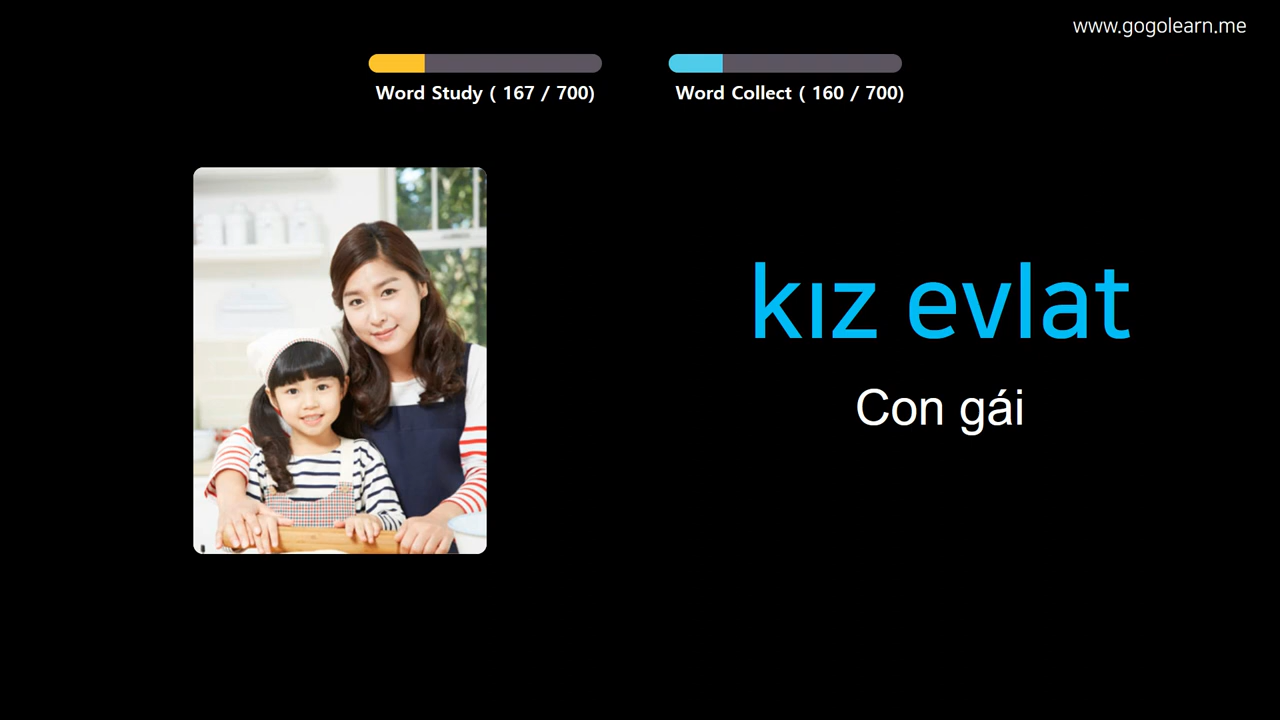 www.gogolearn.me
Word Study ( 167 / 700)
Word Collect ( 160 / 700)
kız evlat
Con gái